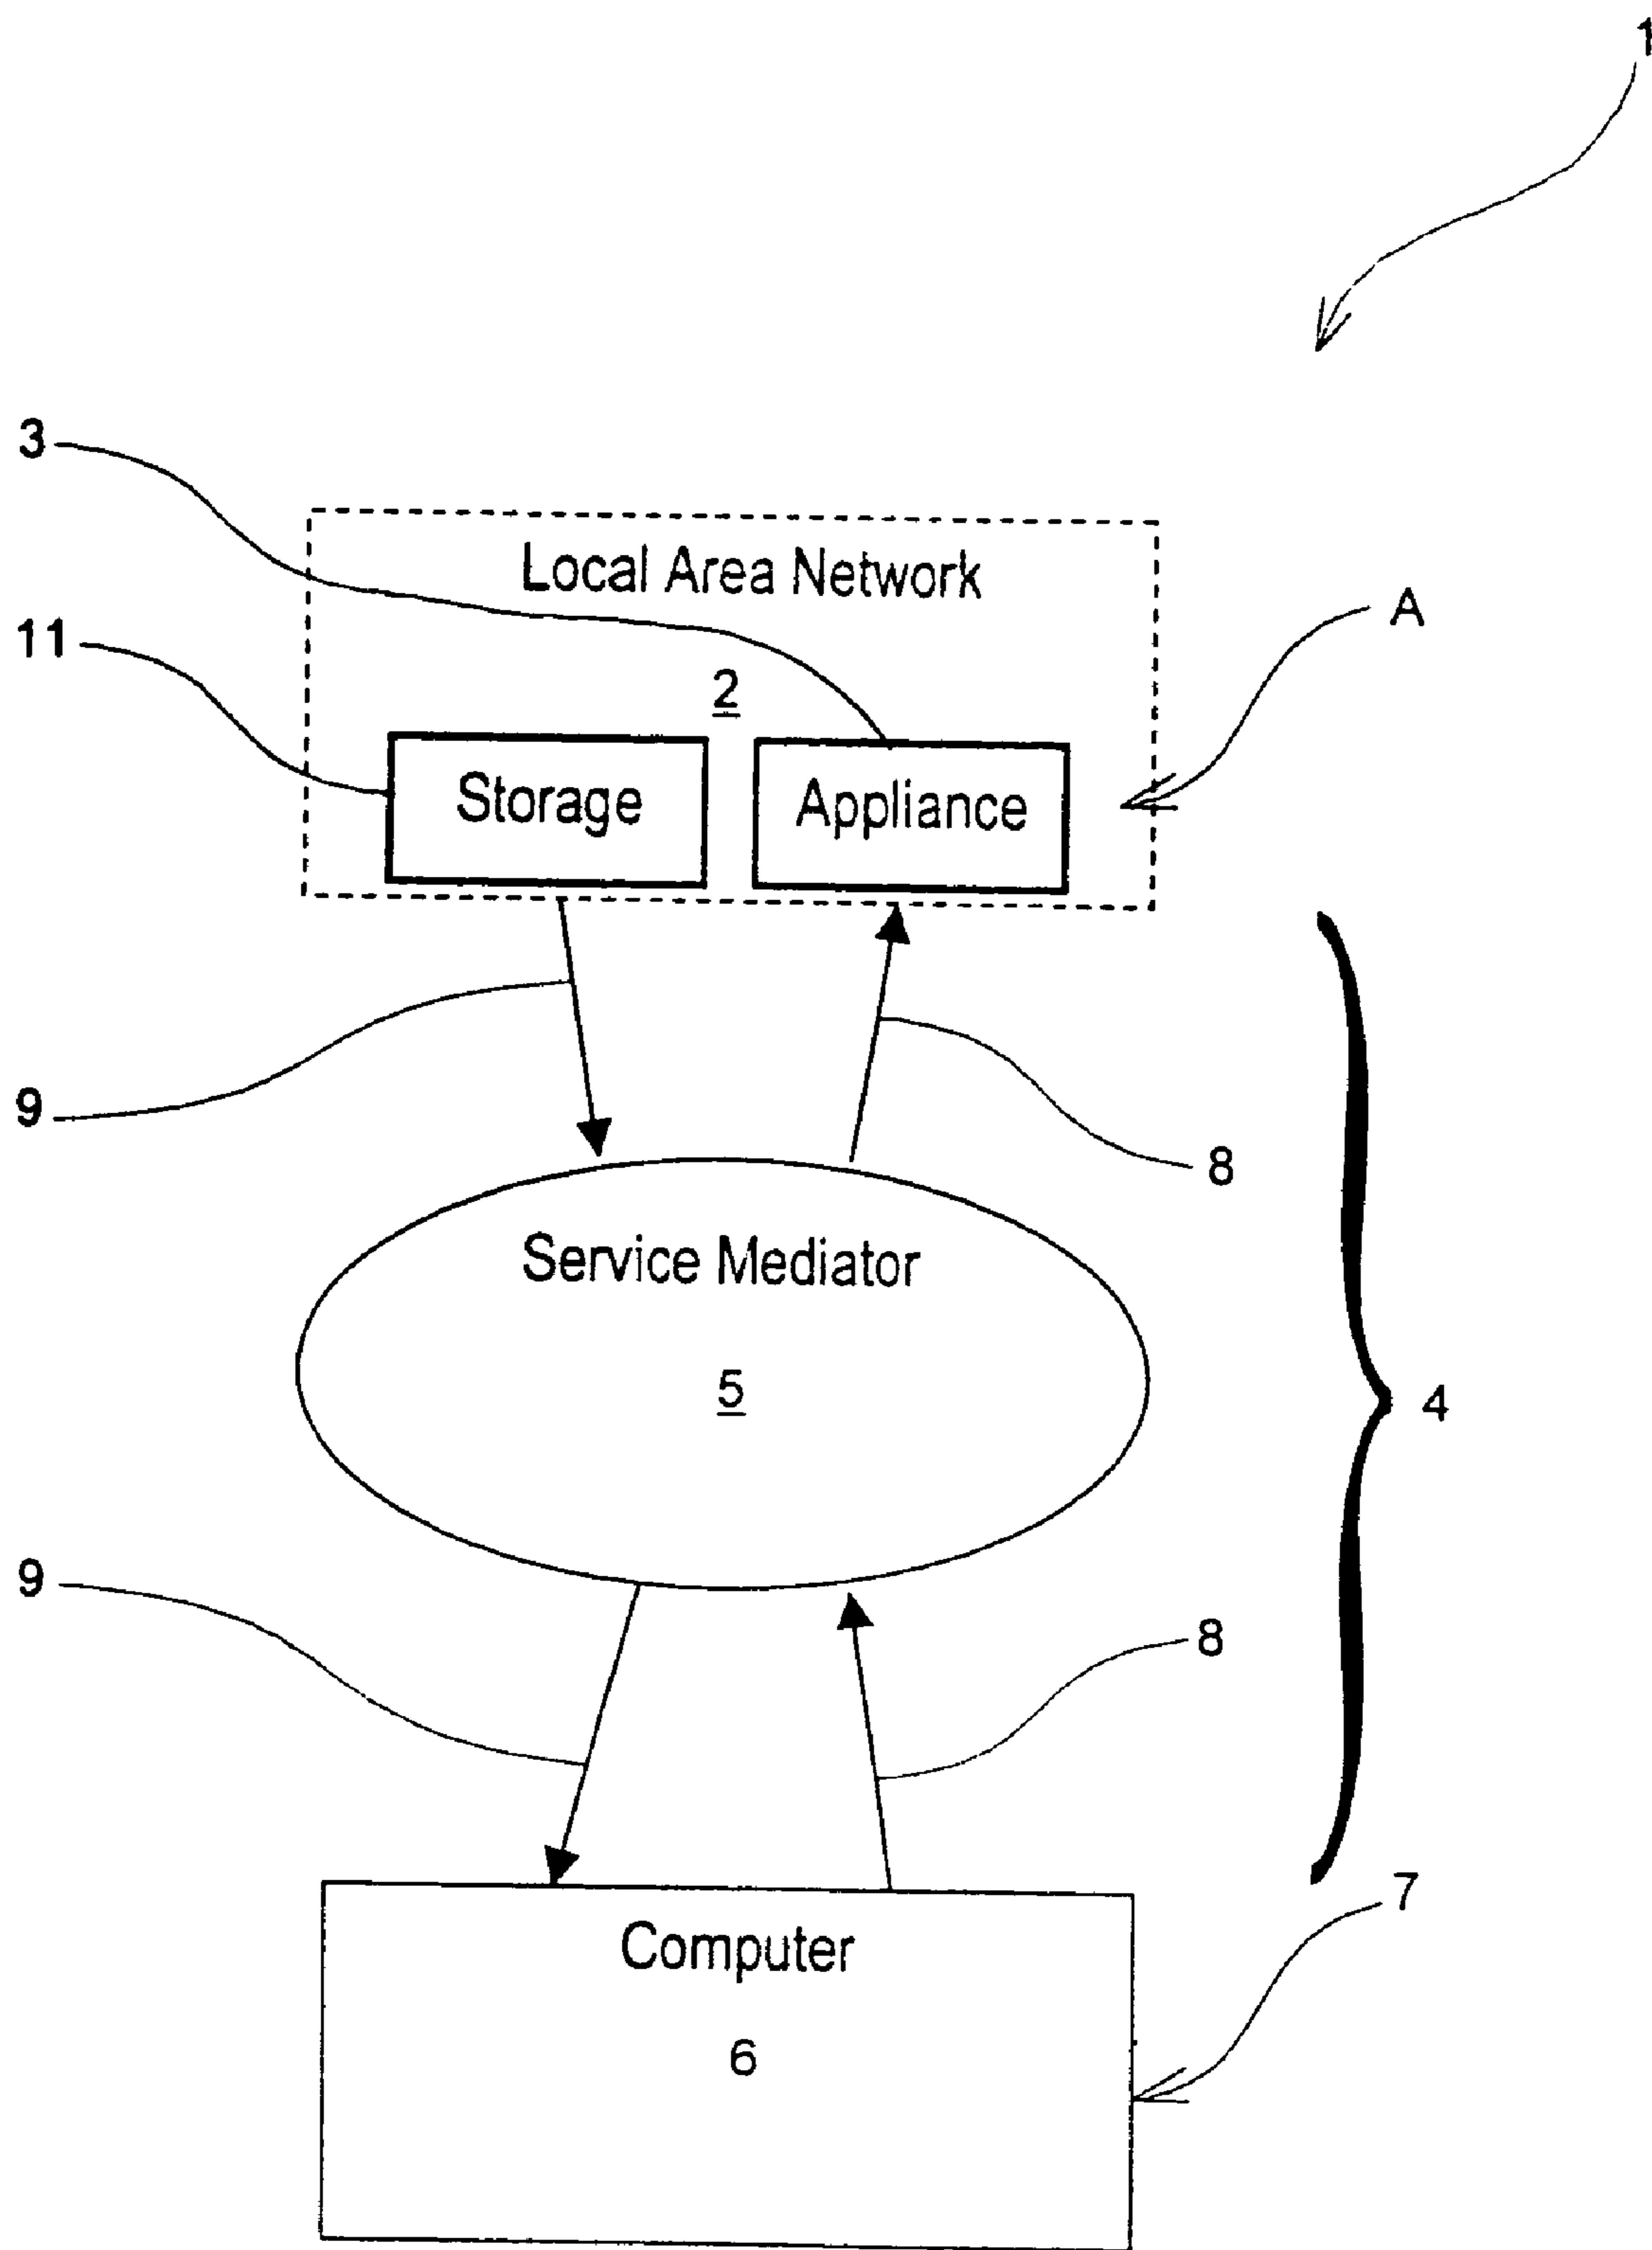 1
3
Local Area Network
A
11
2
Storage
Appliance
9
8
Service Mediator
5
4
9
8
7
Computer
6